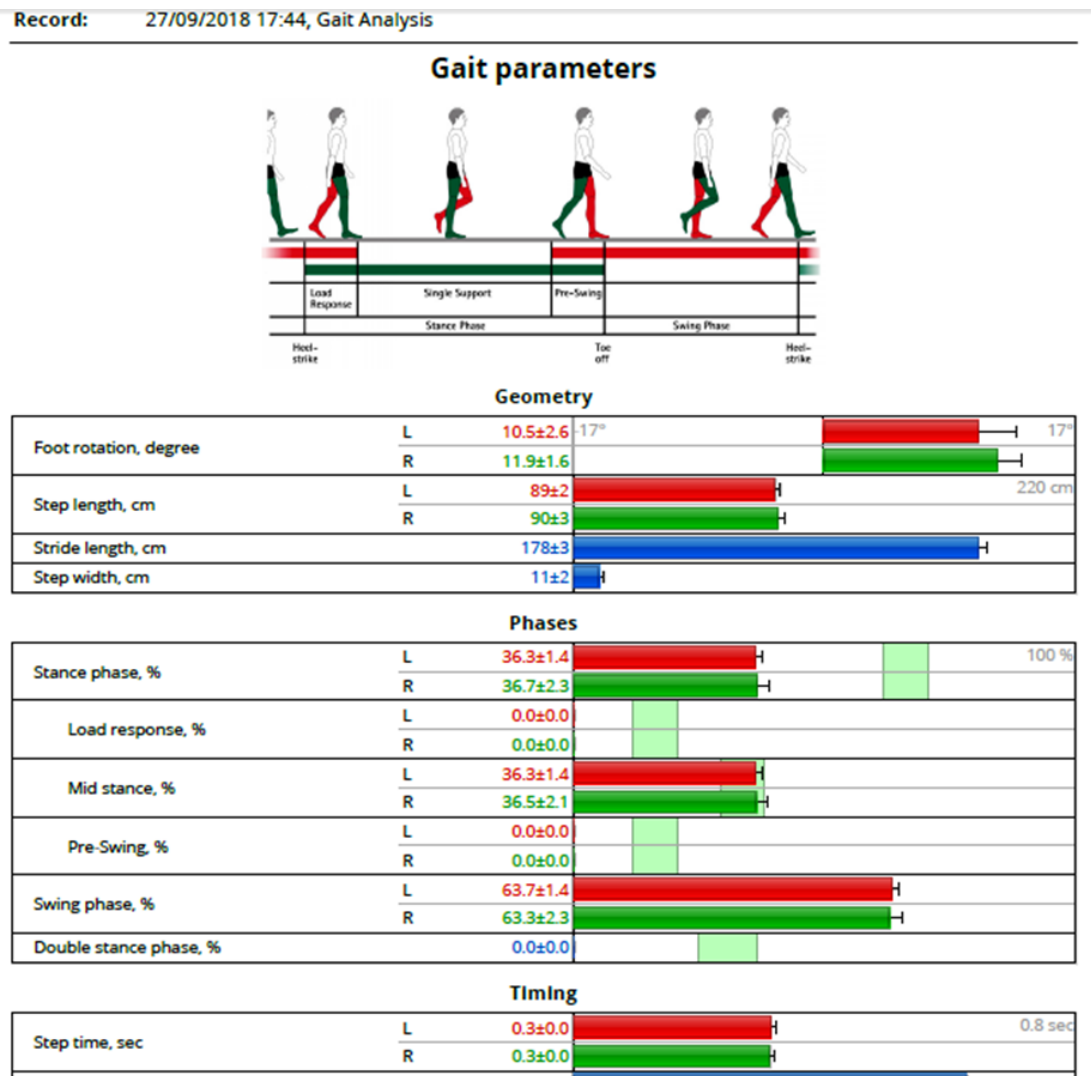 Record: 27/09/2018 17:44, Gait Analysis
Gait parameters
Load Response
Single Support
Pre-Swing
Stance Phase
Swing Phase
Heel-strike
Toe off
Heel-strike
Geometry
Foot rotation, degree
L 10.5±2.6 -17° 17°
R 11.9±1.6
Step length, cm
L 89±2 220 cm
R 90±3
Stride length, cm 178±3
Step width, cm 11±2
Phases
Stance phase, %
L 36.3±1.4 100 %
R 36.7±2.3
Load response, %
L 0.0±0.0
R 0.0±0.0
Mid stance, %
L 36.3±1.4
R 36.5±2.1
Pre-Swing, %
L 0.0±0.0
R 0.0±0.0
Swing phase, %
L 63.7±1.4
R 63.3±2.3
Double stance phase, % 0.0±0.0
Timing
Step time, sec
L 0.3±0.0 0.8 sec
R 0.3±0.0